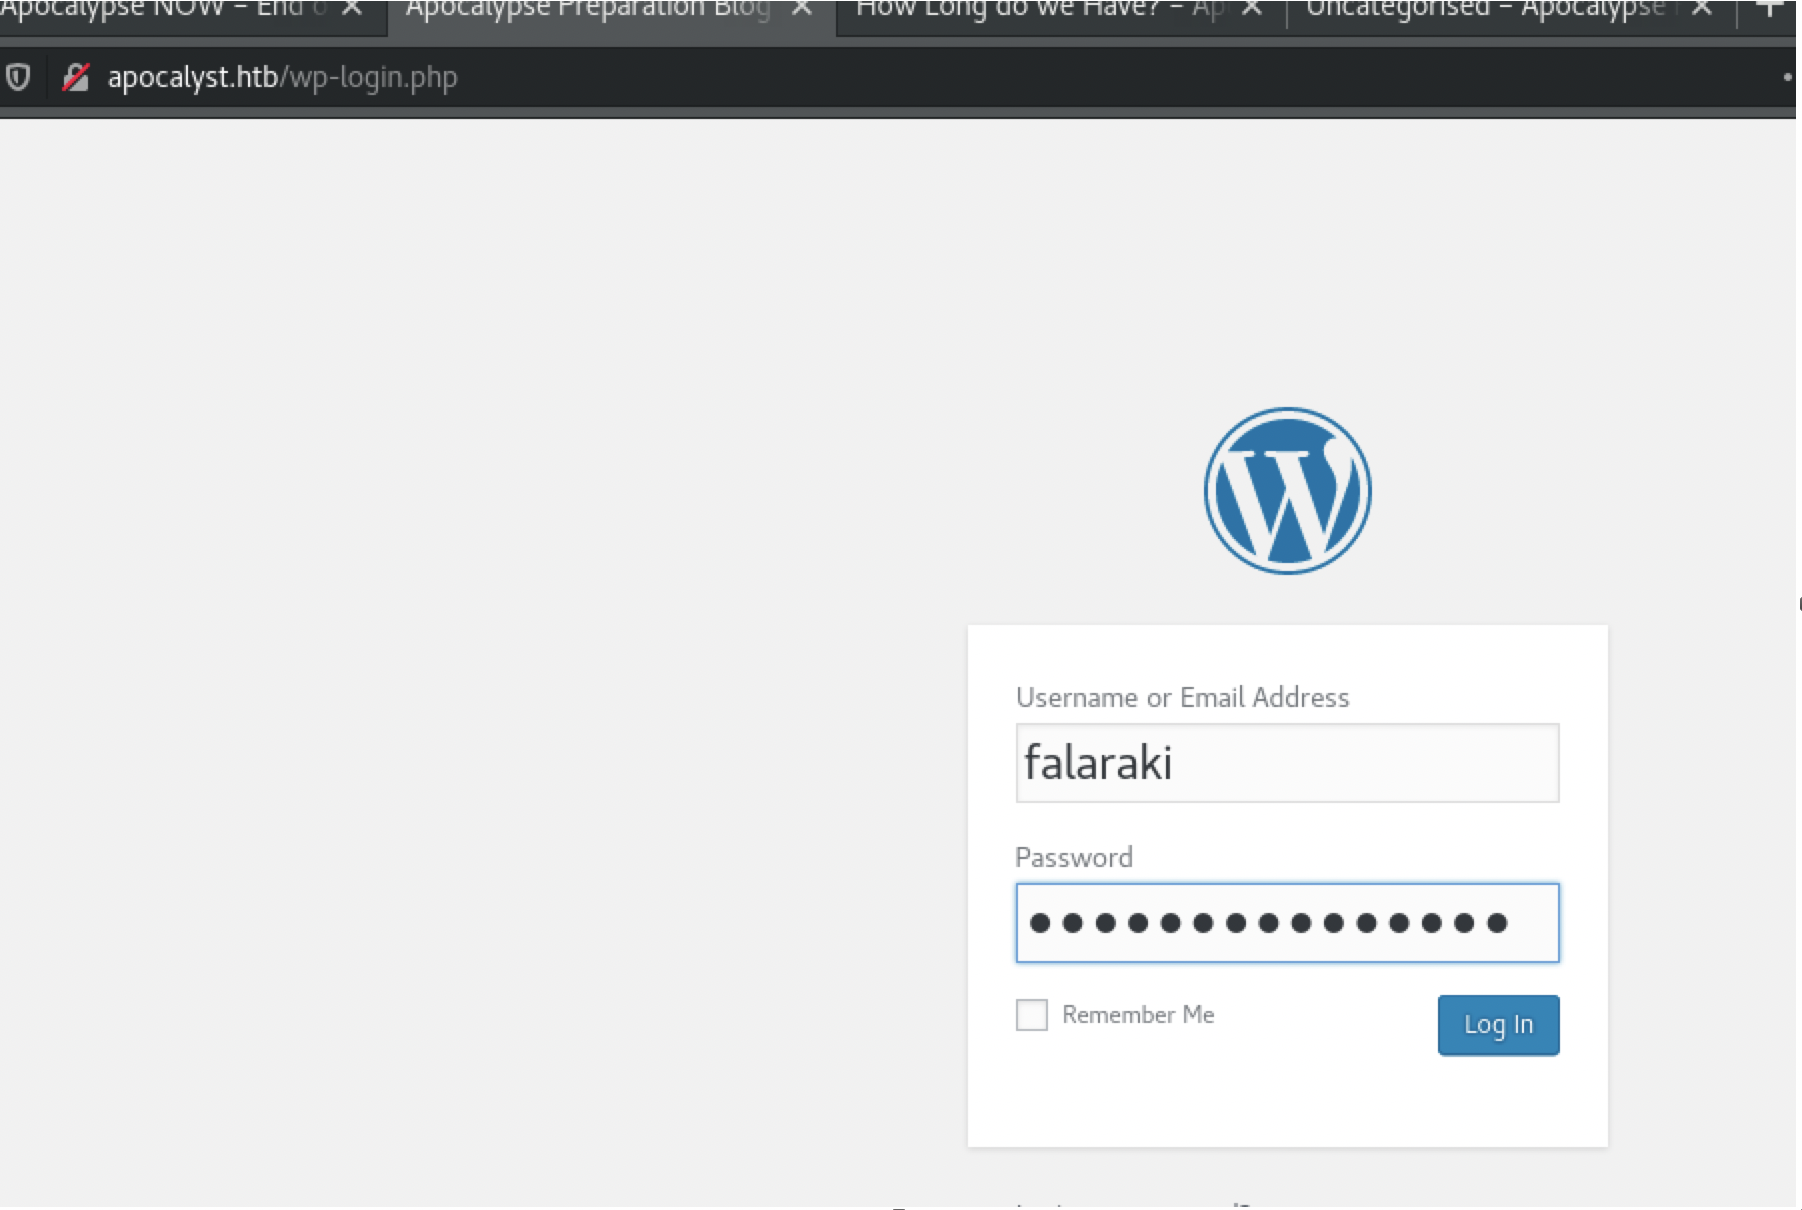 Apocalypse NOW – End o
Apocalypse Preparation Blog
How Long do we Have? – Ap
Uncategorised – Apocalypse
apocalyst.htb/wp-login.php
Username or Email Address
falaraki
Password
Remember Me
Log In